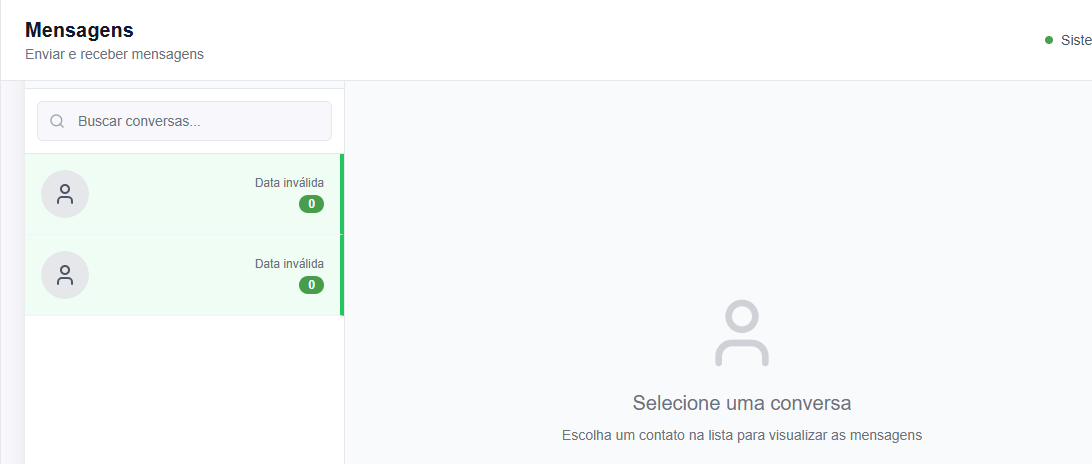 Mensagens
Enviar e receber mensagens
Siste
Buscar conversas...
Data inválida
0
Data inválida
0
Selecione uma conversa
Escolha um contato na lista para visualizar as mensagens